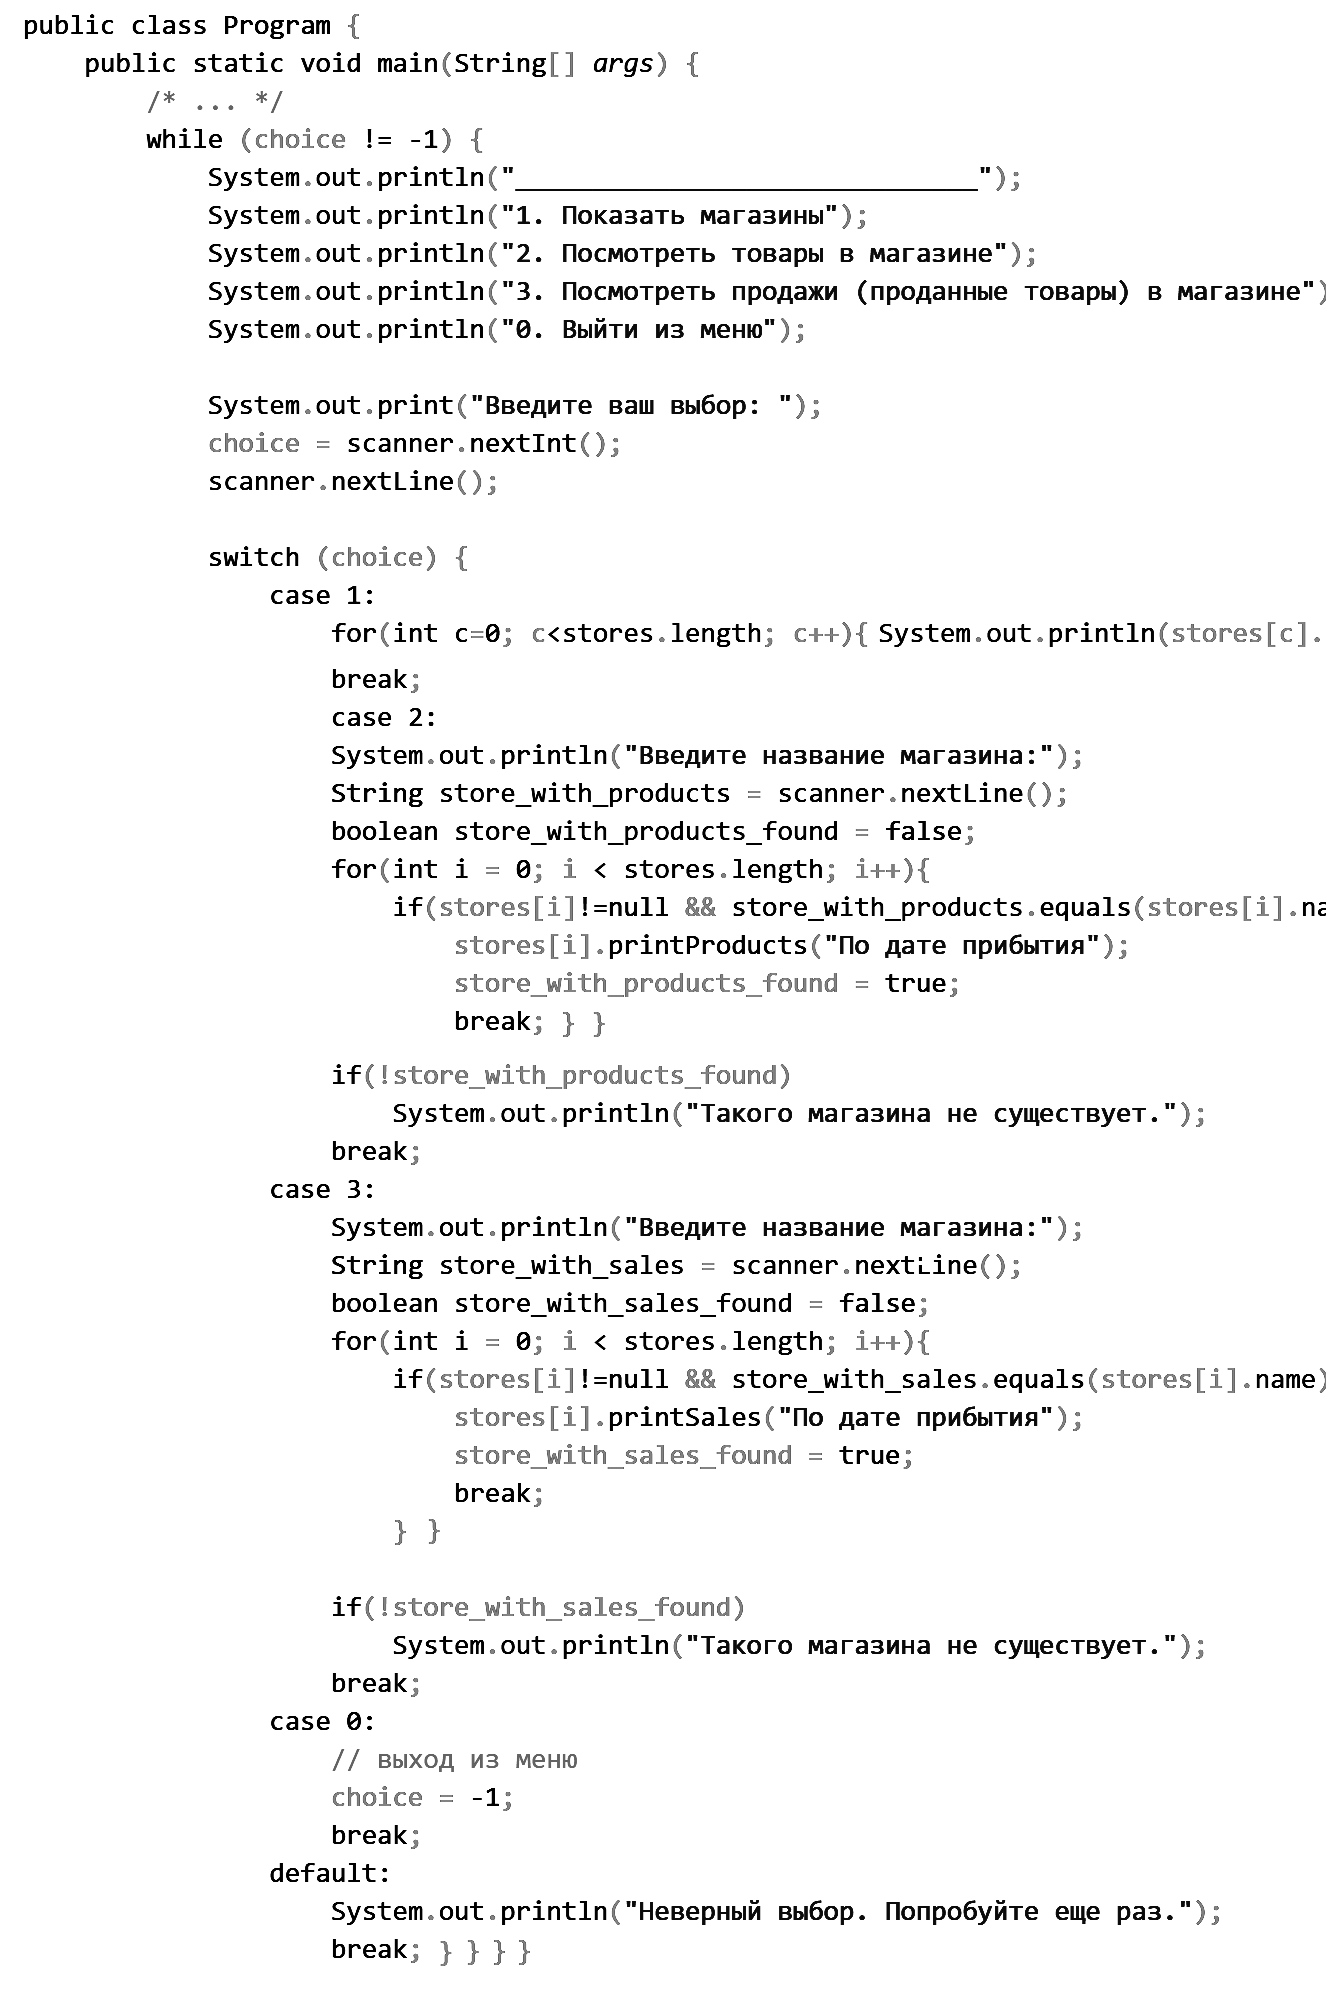 public class Program {
    public static void main(String[] args) {
        /* ... */
        while (choice != -1) {
            System.out.println("______________________________");
            System.out.println("1. Показать магазины");
            System.out.println("2. Посмотреть товары в магазине");
            System.out.println("3. Посмотреть продажи (проданные товары) в магазине")
            System.out.println("0. Выйти из меню");

            System.out.print("Введите ваш выбор: ");
            choice = scanner.nextInt();
            scanner.nextLine();

            switch (choice) {
                case 1:
                    for(int c=0; c<stores.length; c++){ System.out.println(stores[c].
                    break;
                    case 2:
                    System.out.println("Введите название магазина:");
                    String store_with_products = scanner.nextLine();
                    boolean store_with_products_found = false;
                    for(int i = 0; i < stores.length; i++){
                        if(stores[i]!=null && store_with_products.equals(stores[i].na
                            stores[i].printProducts("По дате прибытия");
                            store_with_products_found = true;
                            break; } }
                    if(!store_with_products_found)
                        System.out.println("Такого магазина не существует.");
                    break;
                case 3:
                    System.out.println("Введите название магазина:");
                    String store_with_sales = scanner.nextLine();
                    boolean store_with_sales_found = false;
                    for(int i = 0; i < stores.length; i++){
                        if(stores[i]!=null && store_with_sales.equals(stores[i].name)
                            stores[i].printSales("По дате прибытия");
                            store_with_sales_found = true;
                            break;
                        } }

                    if(!store_with_sales_found)
                        System.out.println("Такого магазина не существует.");
                    break;
                case 0:
                    // выход из меню
                    choice = -1;
                    break;
                default:
                    System.out.println("Неверный выбор. Попробуйте еще раз.");
                    break; } } } }